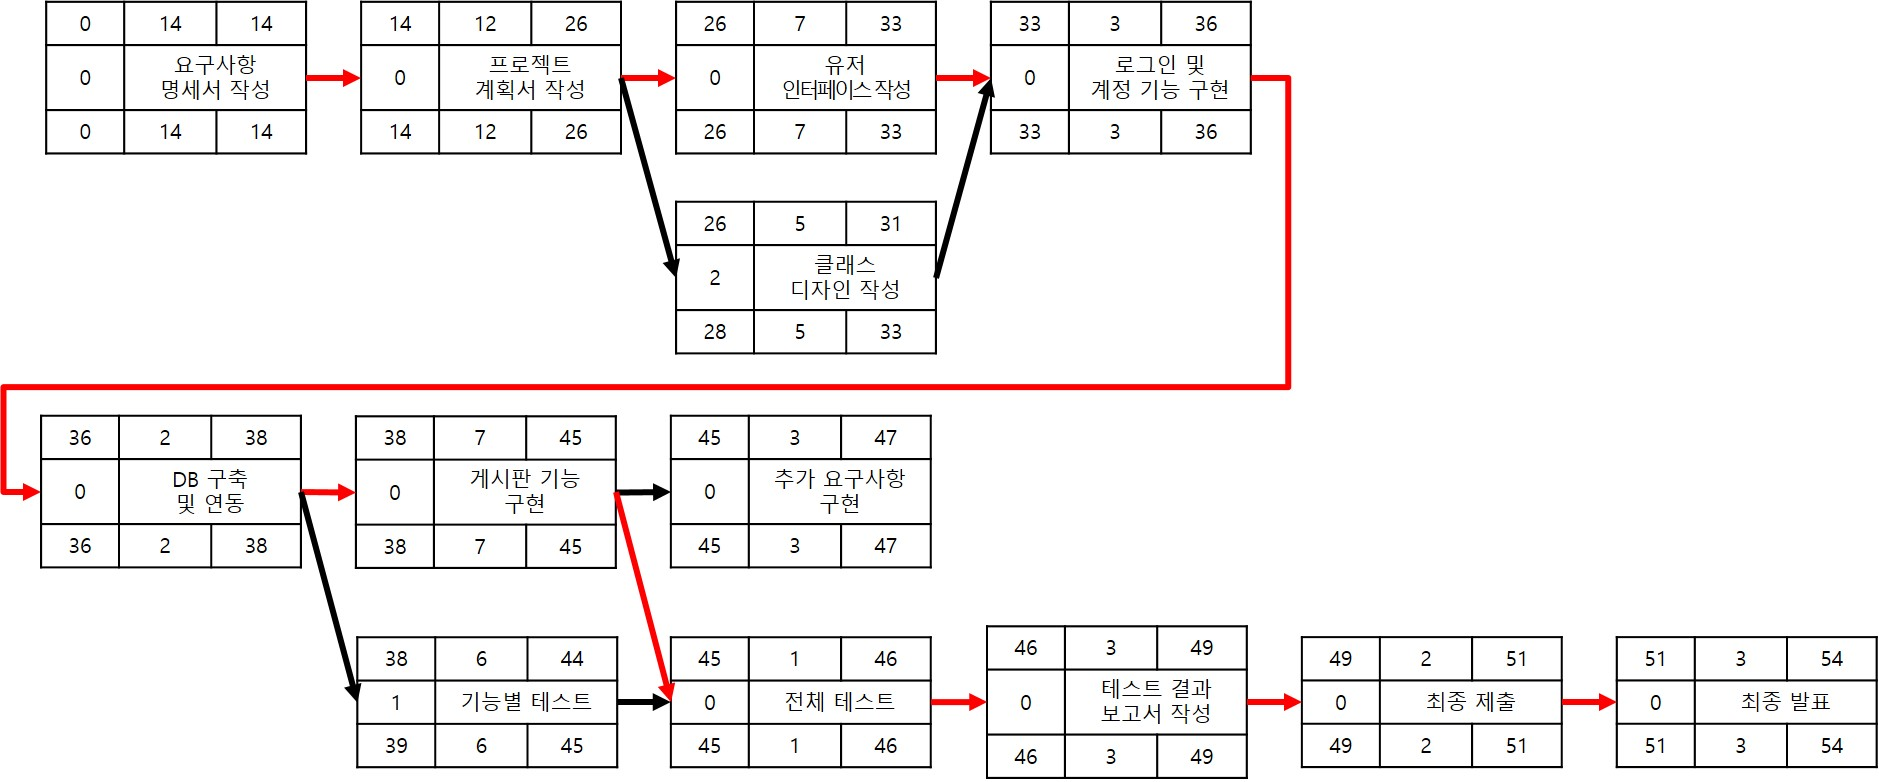 0 14 14
0 요구사항
명세서 작성
0 14 14
14 12 26
0 프로젝트
계획서 작성
14 12 26
26 7 33
0 유저
인터페이스 작성
26 7 33
33 3 36
0 로그인 및
계정 기능 구현
33 3 36
26 5 31
2 클래스
디자인 작성
28 5 33
36 2 38
0 DB 구축
및 연동
36 2 38
38 7 45
0 게시판 기능
구현
38 7 45
45 3 47
0 추가 요구사항
구현
45 3 47
38 6 44
1 기능별 테스트
39 6 45
45 1 46
0 전체 테스트
45 1 46
46 3 49
0 테스트 결과
보고서 작성
46 3 49
49 2 51
0 최종 제출
49 2 51
51 3 54
0 최종 발표
51 3 54